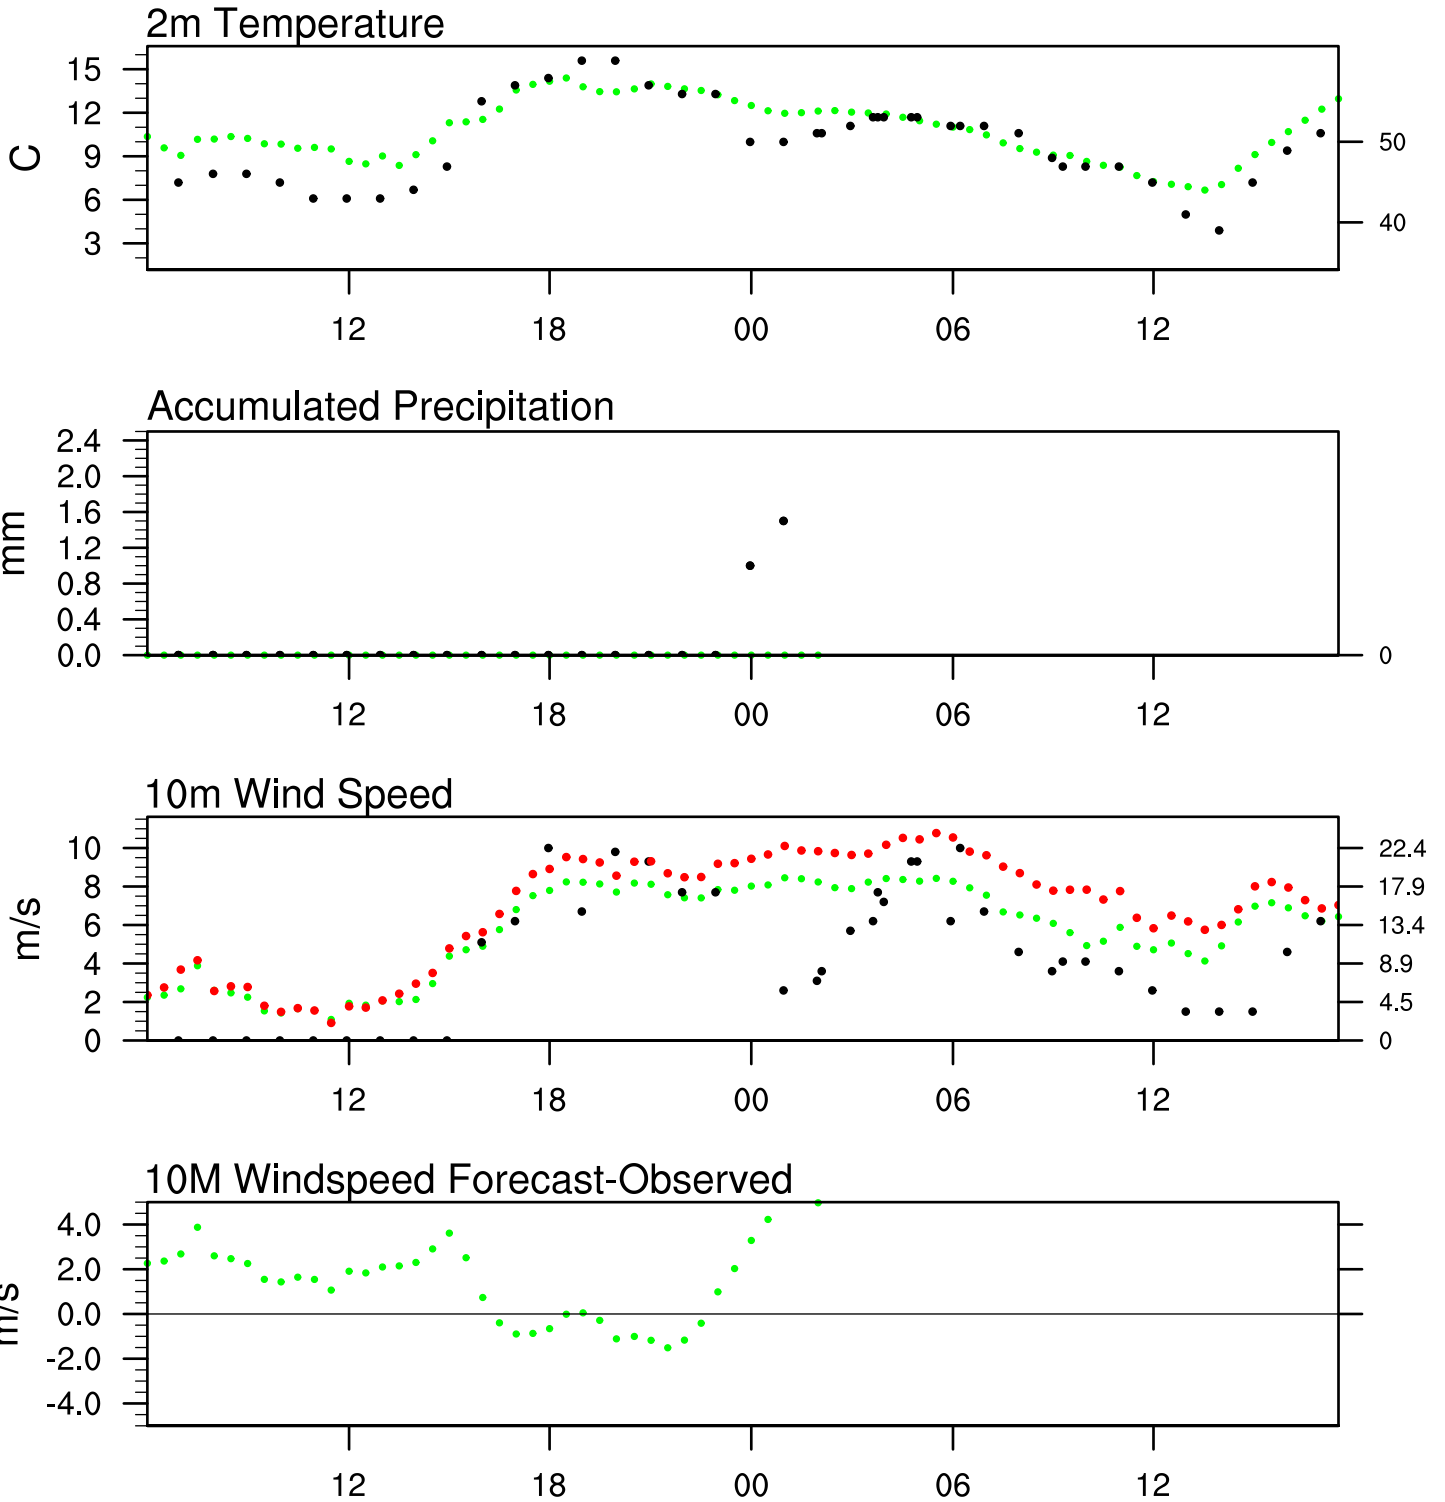 2m Temperature
15
12
9
6
3
C
50
40
12 18 00 06 12
Accumulated Precipitation
2.4
2.0
1.6
1.2
0.8
0.4
0.0
mm
0
12 18 00 06 12
10m Wind Speed
10
8
6
4
2
0
m/s
22.4
17.9
13.4
8.9
4.5
0
12 18 00 06 12
10M Windspeed Forecast-Observed
4.0
2.0
0.0
-2.0
-4.0
m/s
12 18 00 06 12